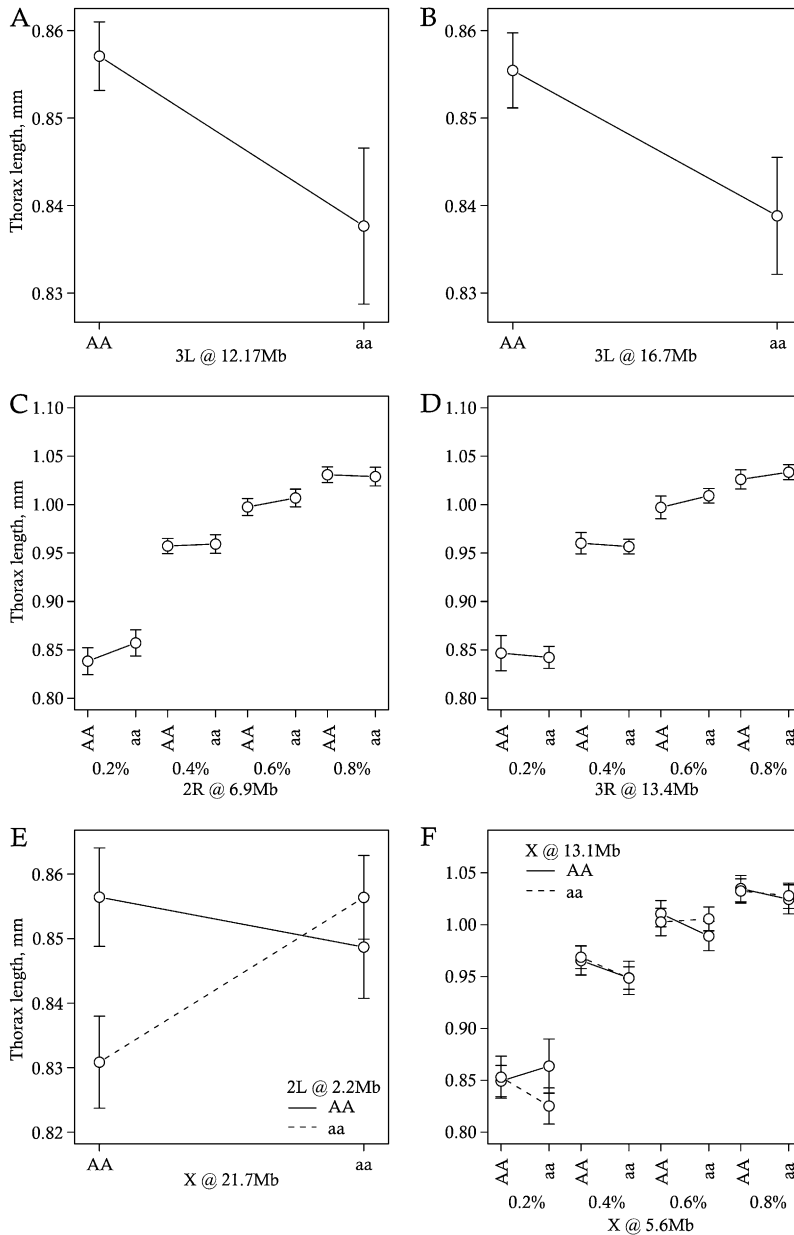 A
Thorax length, mm
0.86
0.85
0.84
0.83
AA aa
3L @ 12.17Mb
B
0.86
0.85
0.84
0.83
AA aa
3L @ 16.7Mb
C
Thorax length, mm
1.10
1.05
1.00
0.95
0.90
0.85
0.80
AA aa AA aa AA aa AA aa
0.2% 0.4% 0.6% 0.8%
2R @ 6.9Mb
D
1.10
1.05
1.00
0.95
0.90
0.85
0.80
AA aa AA aa AA aa AA aa
0.2% 0.4% 0.6% 0.8%
3R @ 13.4Mb
E
Thorax length, mm
0.86
0.85
0.84
0.83
0.82
2L @ 2.2Mb
AA
aa
AA aa
X @ 21.7Mb
F
X @ 13.1Mb
AA
aa
1.05
1.00
0.95
0.90
0.85
0.80
AA aa AA aa AA aa AA aa
0.2% 0.4% 0.6% 0.8%
X @ 5.6Mb